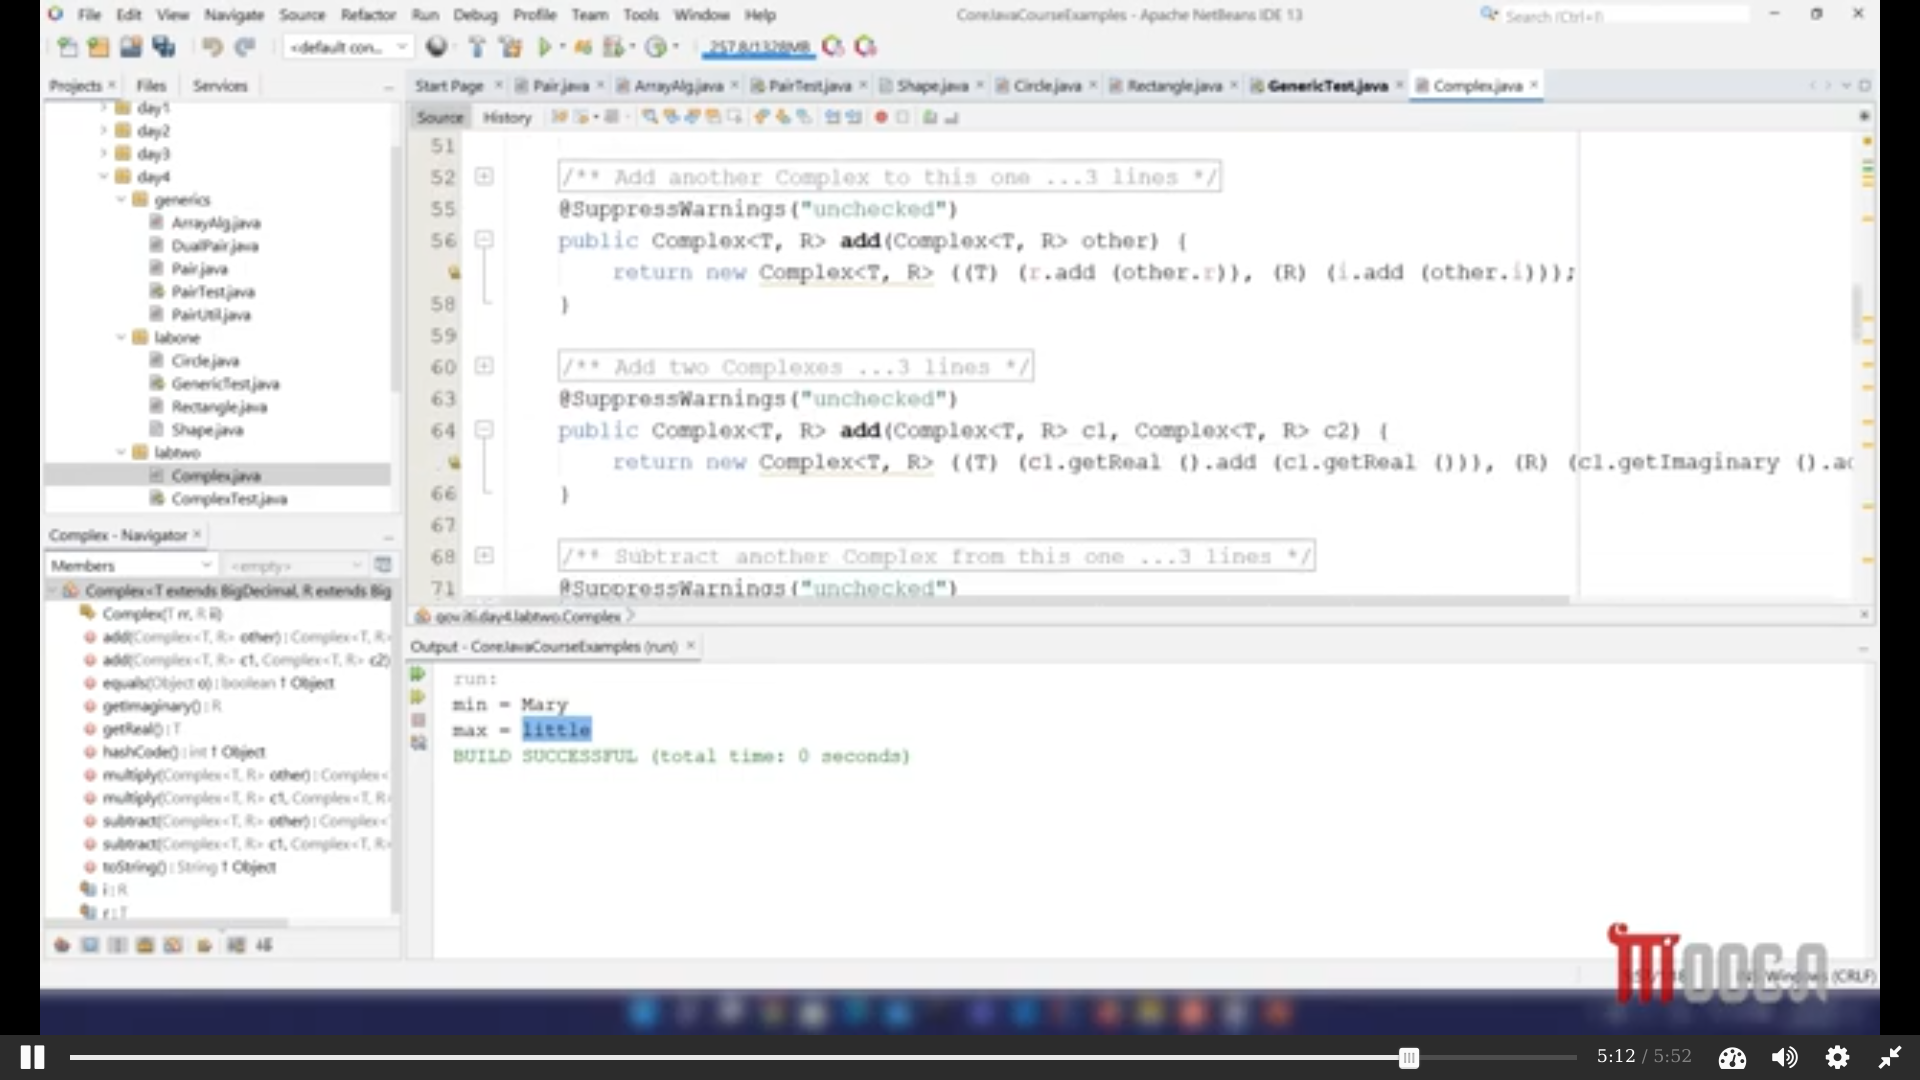 File Edit View Navigate Source Refactor Run Debug Profile Team Tools Window Help
CoreJavaCourseExamples - Apache NetBeans IDE 13
Search (Ctrl+I)
<default con...
257.8/1328MB
Projects Files Services
Start Page Pair.java ArrayAlg.java PairTest.java Shape.java Circle.java Rectangle.java GenericTest.java Complex.java
Source History
day1
day2
day3
day4
generics
ArrayAlg.java
DualPair.java
Pair.java
PairTest.java
PairUtil.java
labone
Circle.java
GenericTest.java
Rectangle.java
Shape.java
labtwo
Complex.java
ComplexTest.java
51
52 /** Add another Complex to this one ...3 lines */
55 @SuppressWarnings("unchecked")
56 public Complex<T, R> add(Complex<T, R> other) {
return new Complex<T, R> ((T) (r.add (other.r)), (R) (i.add (other.i)));
58 }
59
60 /** Add two Complexes ...3 lines */
63 @SuppressWarnings("unchecked")
64 public Complex<T, R> add(Complex<T, R> c1, Complex<T, R> c2) {
return new Complex<T, R> ((T) (c1.getReal ().add (c1.getReal ())), (R) (c1.getImaginary ().ad
66 }
67
68 /** Subtract another Complex from this one ...3 lines */
71 @SuppressWarnings("unchecked")
gov.iti.day4.labtwo.Complex
Complex - Navigator
Members <empty>
Complex<T extends BigDecimal, R extends Big
Complex(T rr, R ii)
add(Complex<T, R> other) : Complex<T, R>
add(Complex<T, R> c1, Complex<T, R> c2)
equals(Object o) : boolean ↑ Object
getImaginary() : R
getReal() : T
hashCode() : int ↑ Object
multiply(Complex<T, R> other) : Complex<
multiply(Complex<T, R> c1, Complex<T, R>
subtract(Complex<T, R> other) : Complex<
subtract(Complex<T, R> c1, Complex<T, R>
toString() : String ↑ Object
i : R
r : T
Output - CoreJavaCourseExamples (run)
run:
min = Mary
max = little
BUILD SUCCESSFUL (total time: 0 seconds)
Windows (CRLF)
MOOCA
5:12 / 5:52